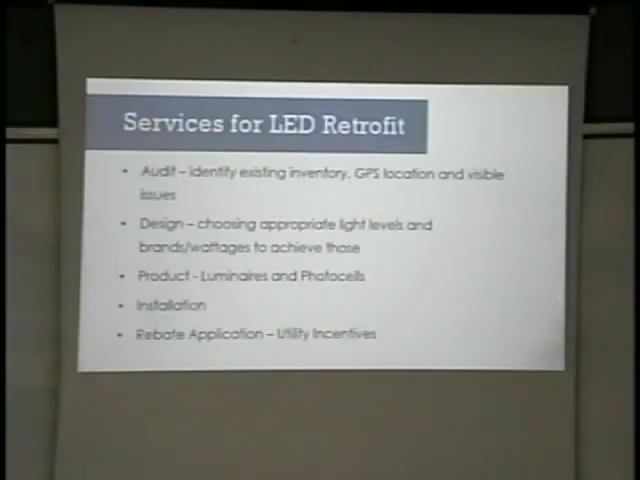 Services for LED Retrofit
• Audit – identify existing inventory, GPS location and visible
issues
• Design – choosing appropriate light levels and
brands/wattages to achieve those
• Product - Luminaires and Photocells
• Installation
• Rebate Application – Utility Incentives